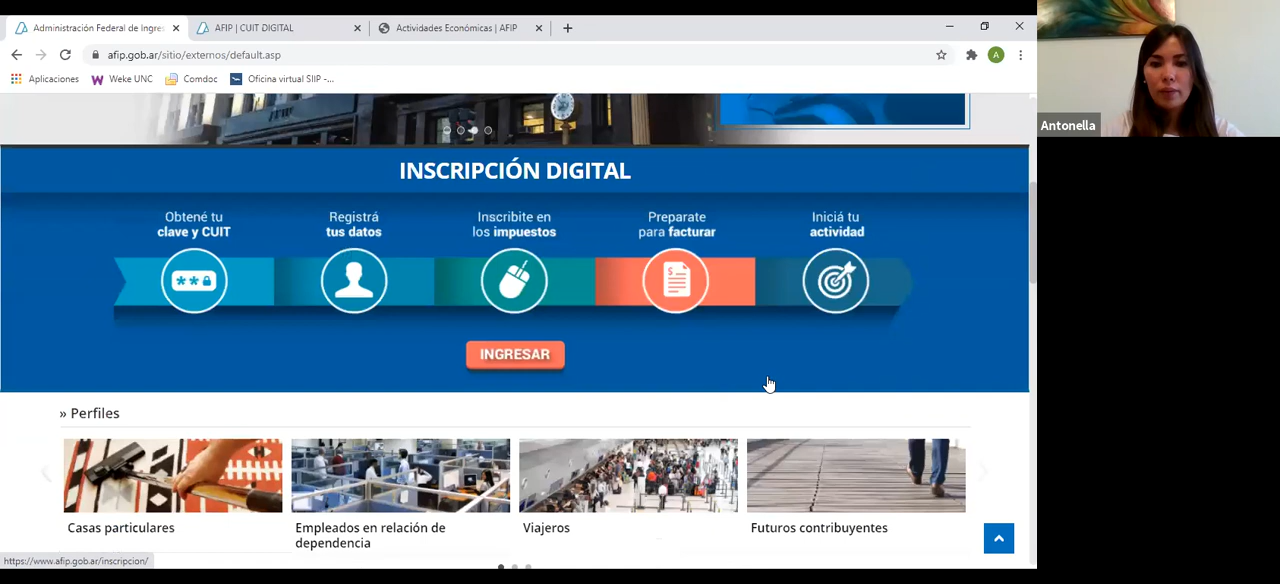 Administración Federal de Ingre
AFIP | CUIT DIGITAL
Actividades Económicas | AFIP
afip.gob.ar/sitio/externos/default.asp
A
Aplicaciones
Weke UNC
Comdoc
Oficina virtual SIIP -...
Antonella
INSCRIPCIÓN DIGITAL
Obtené tu
clave y CUIT
Registrá
tus datos
Inscribite en
los impuestos
Preparate
para facturar
Iniciá tu
actividad
INGRESAR
» Perfiles
Casas particulares
Empleados en relación de
dependencia
Viajeros
Futuros contribuyentes
https://www.afip.gob.ar/inscripcion/